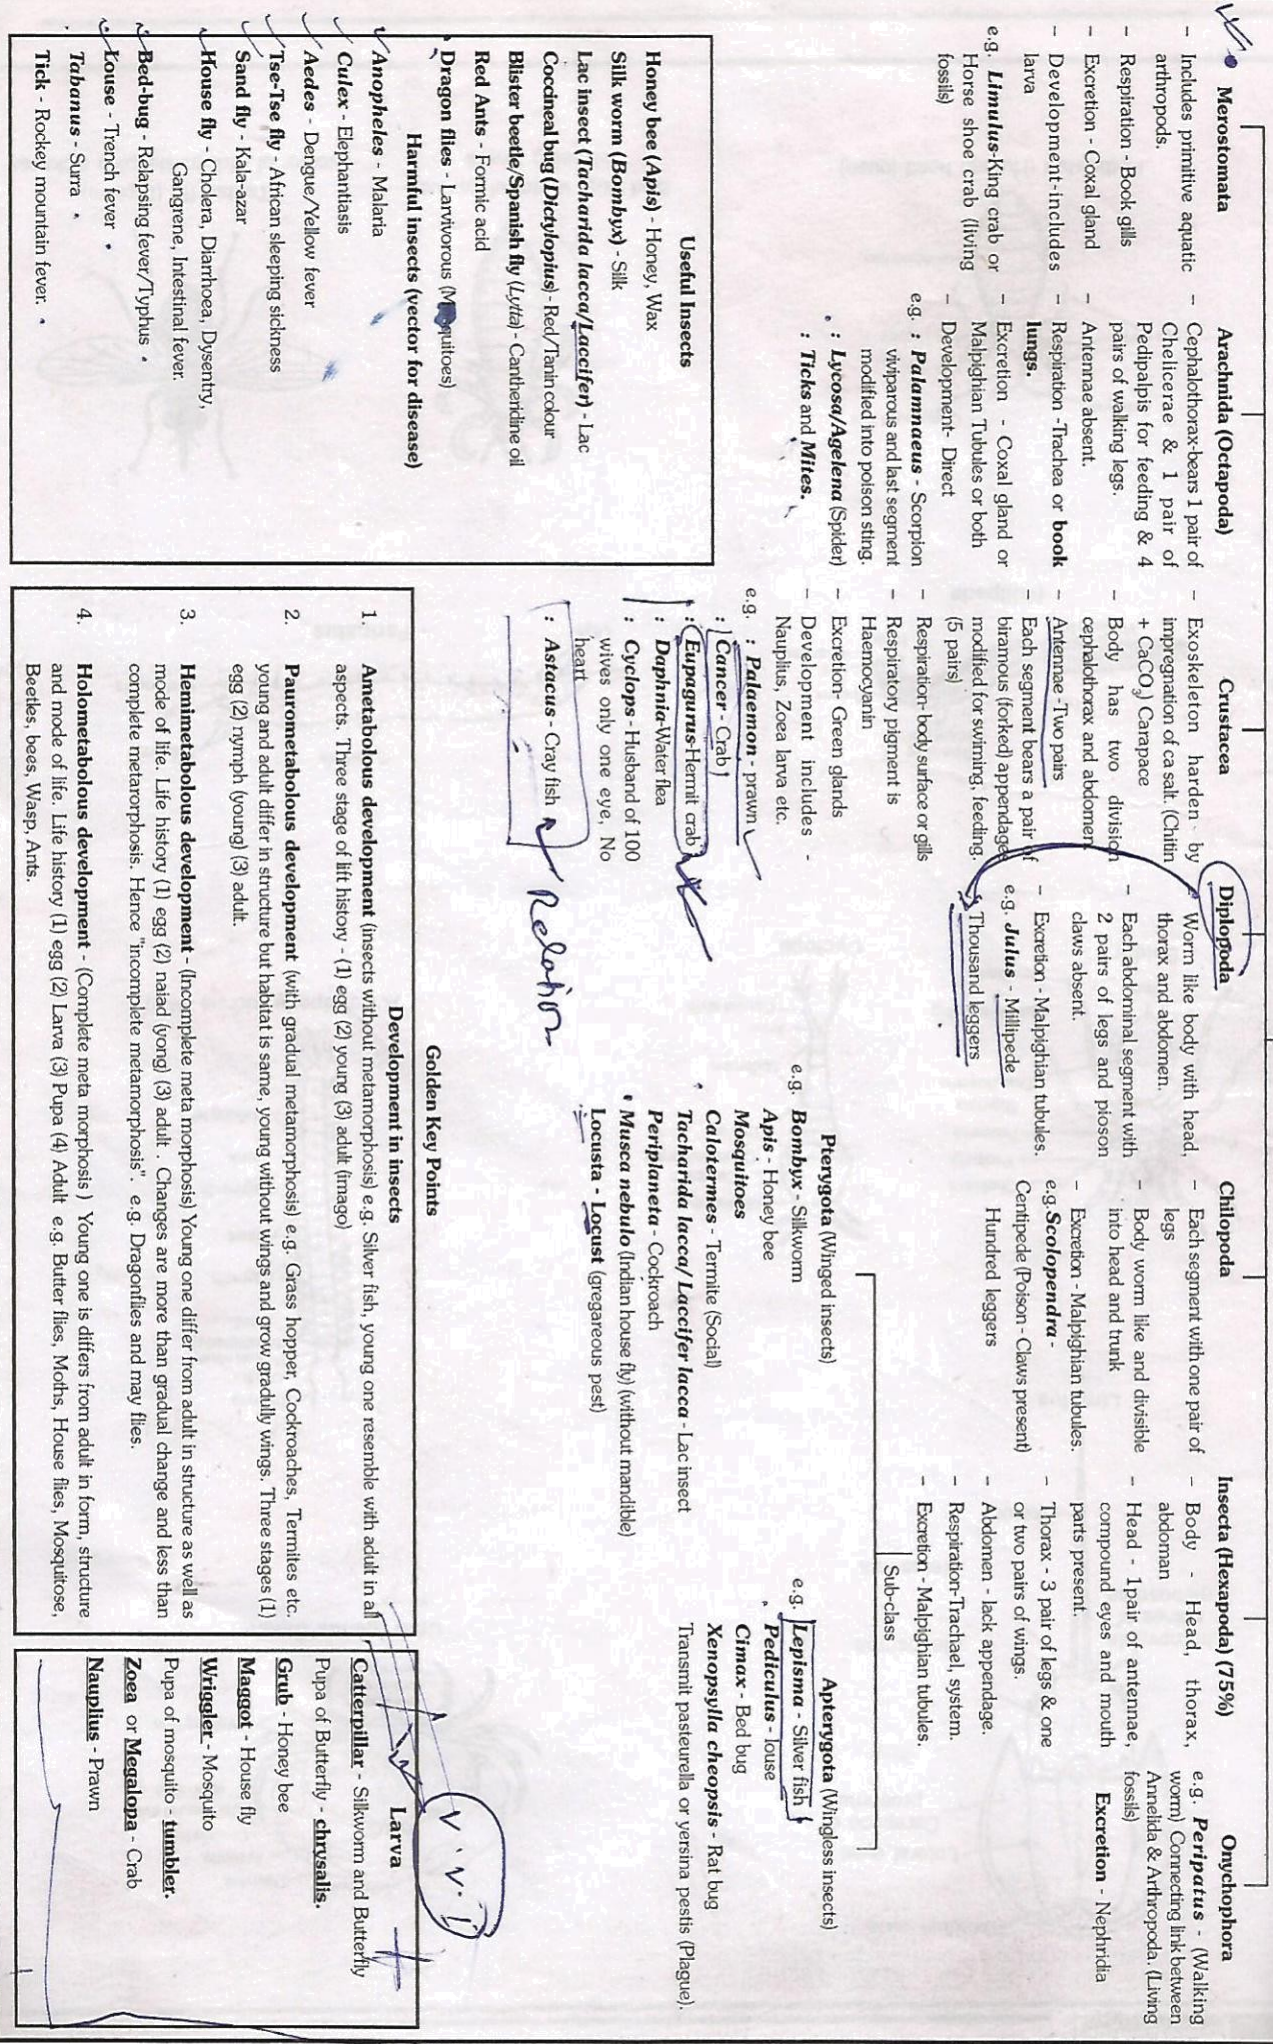 Merostomata
– Includes primitive aquatic
arthropods.
– Respiration - Book gills
– Excretion - Coxal gland
– Development-includes
larva
e.g. Limulus-King crab or
Horse shoe crab (living
fossils)
Arachnida (Octapoda)
– Cephalothorax-bears 1 pair of
Chelicerae & 1 pair of
Pedipalpis for feeding & 4
pairs of walking legs.
– Antennae absent.
– Respiration -Trachea or book
lungs.
– Excretion - Coxal gland or
Malpighian Tubules or both
– Development- Direct
e.g. : Palamnaeus - Scorpion
viviparous and last segment
modified into poison sting.
: Lycosa/Agelena (Spider)
: Ticks and Mites.
Crustacea
– Exoskeleton harden by
impregnation of ca salt. (Chitin
+ CaCO3) Carapace
– Body has two division
cephalothorax and abdomen
– Antennae -Two pairs
– Each segment bears a pair of
biramous (forked) appendage
modified for swiming, feeding.
(5 pairs)
– Respiration- body surface or gills
– Respiratory pigment is
Haemocyanin
– Excretion- Green glands
– Development includes -
Nauplius, Zoea larva etc.
e.g. : Palaemon - prawn
: Cancer - Crab
: Eupagurus-Hermit crab
: Daphnia-Water flea
: Cyclops - Husband of 100
wives only one eye, No
heart
: Astacus - Cray fish
Relation
Diplopoda
– Worm like body with head,
thorax and abdomen.
– Each abdominal segment with
2 pairs of legs and pioson
claws absent.
– Excretion - Malpighian tubules.
e.g. Julus - Millipede
Thousand leggers
Chilopoda
– Each segment with one pair of
legs
– Body worm like and divisible
into head and trunk
– Excretion - Malpighian tubules.
e.g. Scolopendra -
Centipede (Poison - Claws present)
Hundred leggers
Insecta (Hexapoda) (75%)
– Body - Head, thorax,
abdoman
– Head - 1pair of antennae,
compound eyes and mouth
parts present.
– Thorax - 3 pair of legs & one
or two pairs of wings.
– Abdomen - lack appendage.
– Respiration-Trachael, system.
– Excretion - Malpighian tubules.
Onychophora
e.g. Peripatus - (Walking
worm) Connecting link between
Annelida & Arthropoda. (Living
fossils)
Excretion - Nephridia
Sub-class
Pterygota (Winged insects)
e.g. Bombyx - Silkworm
Apis - Honey bee
Mosquitoes
Calotermes - Termite (Social)
Tacharida lacca/ Laccifer lacca - Lac insect
Periplaneta - Cockroach
Musca nebulo (Indian house fly) (without mandible)
Locusta - Locust (gregareous pest)
Apterygota (Wingless insects)
e.g. Lepisma - Silver fish
Pediculus - louse
Cimax - Bed bug
Xenopsylla cheopsis - Rat bug
Transmit pasteurella or yersina pestis (Plague).
Useful Insects
Honey bee (Apis) - Honey, Wax
Silk worm (Bombyx) - Silk
Lac insect (Tacharida lacca/Laccifer) - Lac
Coccineal bug (Dictylopius) - Red/Tanin colour
Blister beetle/Spanish fly (Lytta) - Cantheridine oil
Red Ants - Formic acid
Dragon flies - Larvivorous (Mosquitoes)
Harmful insects (vector for disease)
Anopheles - Malaria
Culex - Elephantiasis
Aedes - Dengue/Yellow fever
Tse-Tse fly - African sleeping sickness
Sand fly - Kala-azar
House fly - Cholera, Diarrhoea, Dysentry,
Gangrene, Intestinal fever.
Bed-bug - Relapsing fever/Typhus
Louse - Trench fever
Tabanus - Surra
Tick - Rockey mountain fever.
Golden Key Points
Development in insects
1. Ametabolous development (insects without metamorphosis) e.g. Silver fish, young one resemble with adult in all
aspects. Three stage of lift history - (1) egg (2) young (3) adult (imago)
2. Paurometabolous development (with gradual metamorphosis) e.g. Grass hopper, Cockroaches, Termites etc.
young and adult differ in structure but habitat is same, young without wings and grow gradully wings. Three stages (1)
egg (2) nymph (young) (3) adult.
3. Hemimetabolous development - (Incomplete meta morphosis) Young one differ from adult in structure as well as
mode of life. Life history (1) egg (2) naiad (yong) (3) adult . Changes are more than gradual change and less than
complete metarorphosis. Hence "incomplete metamorphosis". e.g. Dragonflies and may flies.
4. Holometabolous development - (Complete meta morphosis ) Young one is differs from adult in form, structure
and mode of life. Life history (1) egg (2) Larva (3) Pupa (4) Adult e.g. Butter flies, Moths, House flies, Mosquitose,
Beetles, bees, Wasp, Ants.
V.V.I
Larva
Catterpillar - Silkworm and Butterfly
Pupa of Butterfly - chrysalis.
Grub - Honey bee
Maggot - House fly
Wriggler - Mosquito
Pupa of mosquito - tumbler.
Zoea or Megalopa - Crab
Nauplius - Prawn